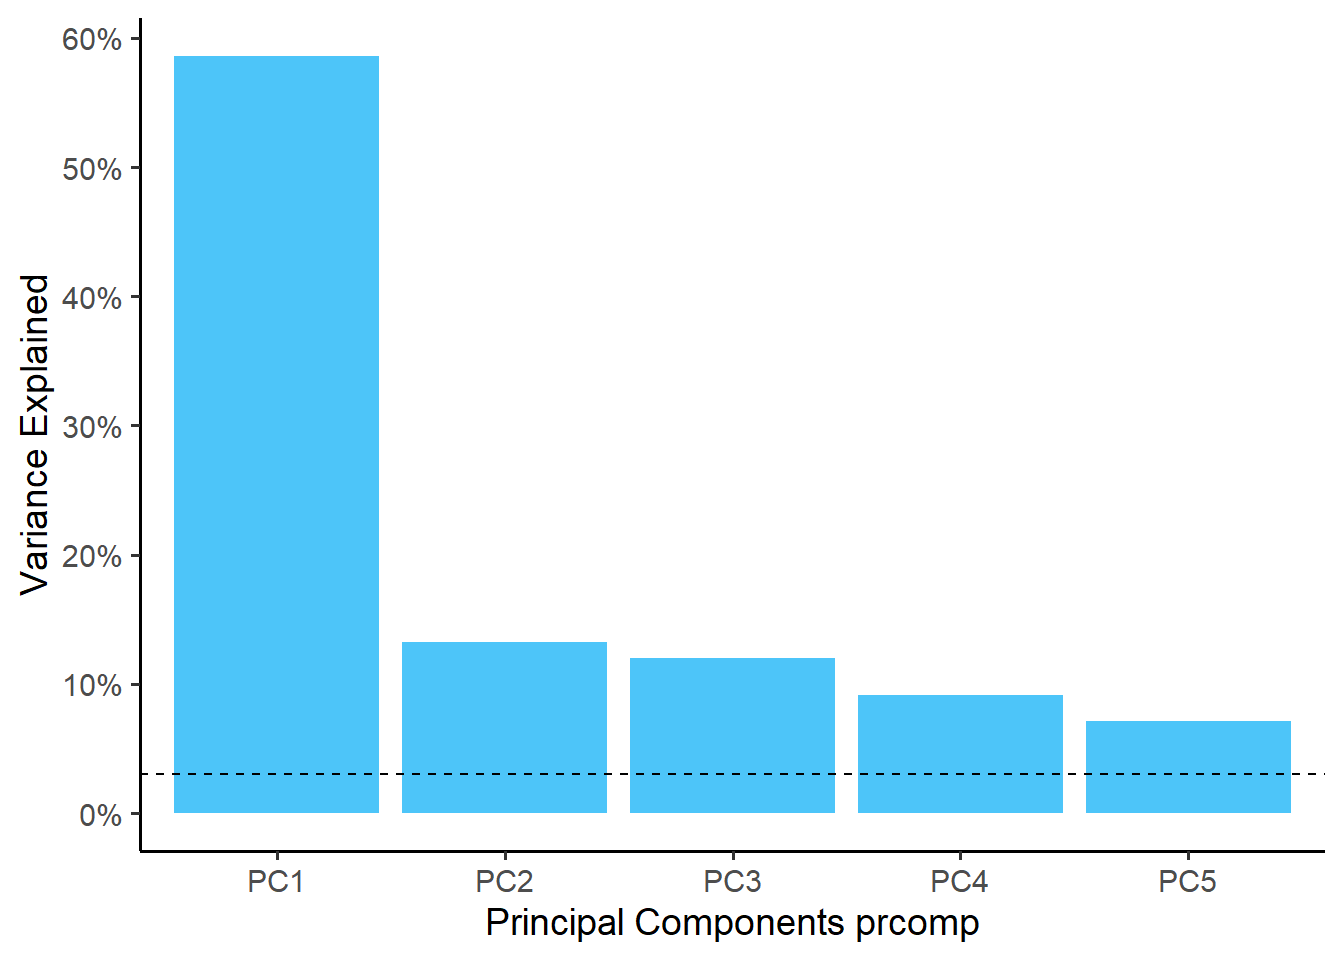 60%
50%
40%
30%
20%
10%
0%
Variance Explained
PC1 PC2 PC3 PC4 PC5
Principal Components prcomp